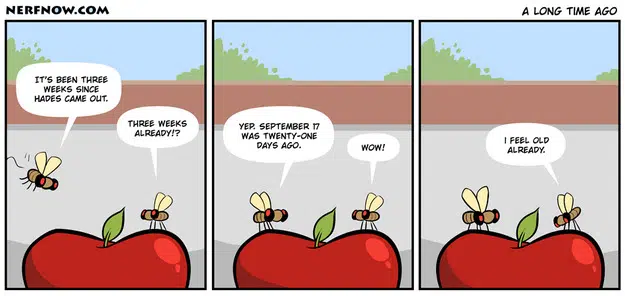 NERFNOW.COM
A LONG TIME AGO
IT'S BEEN THREE
WEEKS SINCE
HADES CAME OUT.
THREE WEEKS
ALREADY!?
YEP. SEPTEMBER 17
WAS TWENTY-ONE
DAYS AGO.
WOW!
I FEEL OLD
ALREADY.